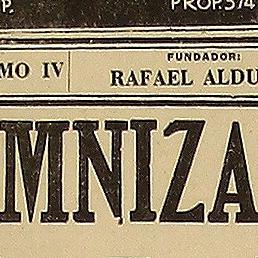 P. PROP. 574
MO IV FUNDADOR:
RAFAEL ALDU
MNIZA